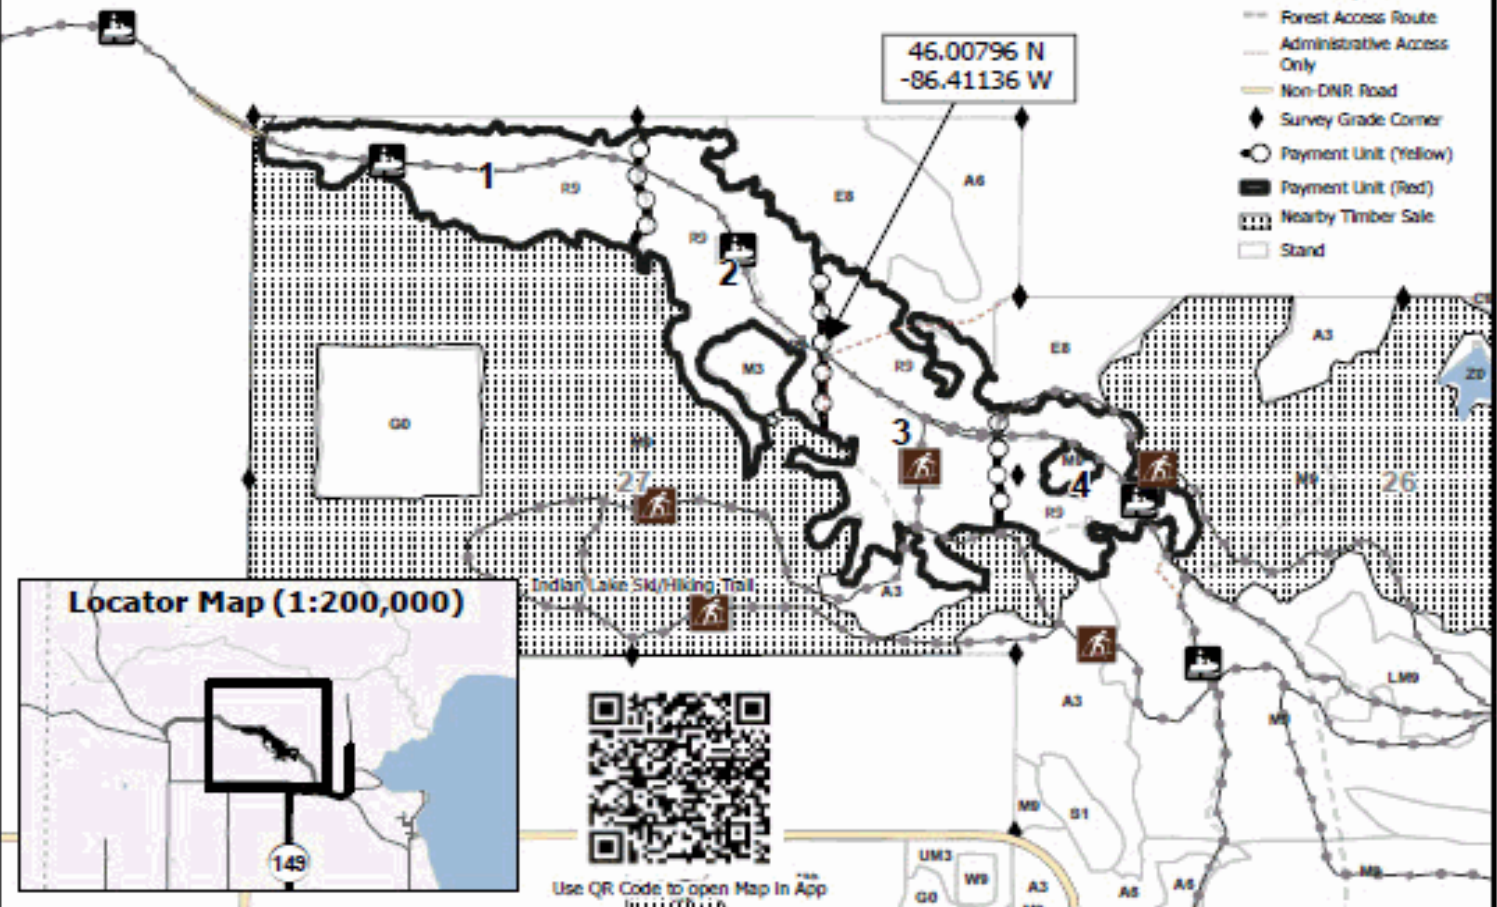 Forest Access Route
Administrative Access
Only
Non-DNR Road
Survey Grade Corner
Payment Unit (Yellow)
Payment Unit (Red)
Nearby Timber Sale
Stand
46.00796 N
-86.41136 W
1
R9
E8
A6
R9
2
M3
R9
E8
A3
Z0
G0
3
4
R9
M9
26
27
Indian Lake Ski/Hiking Trail
A3
Locator Map (1:200,000)
149
LM9
A3
M9
M9
S1
UM3
W9
G0
A3
A6
A6
M9
Use QR Code to open Map in App